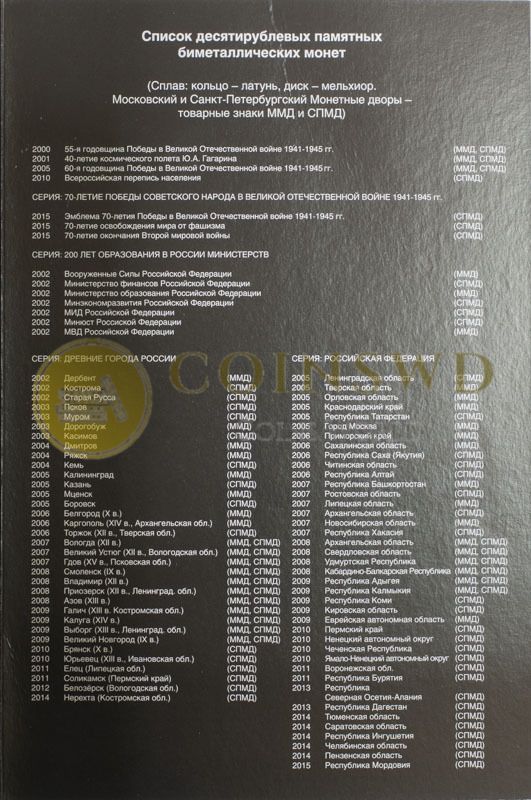 Список десятирублевых памятных
биметаллических монет
(Сплав: кольцо – латунь, диск – мельхиор.
Московский и Санкт-Петербургский Монетные дворы –
товарные знаки ММД и СПМД)
2000 55-я годовщина Победы в Великой Отечественной войне 1941-1945 гг. (ММД, СПМД)
2001 40-летие космического полета Ю.А. Гагарина (ММД, СПМД)
2005 60-я годовщина Победы в Великой Отечественной войне 1941-1945 гг. (ММД, СПМД)
2010 Всероссийская перепись населения (СПМД)
СЕРИЯ: 70-ЛЕТИЕ ПОБЕДЫ СОВЕТСКОГО НАРОДА В ВЕЛИКОЙ ОТЕЧЕСТВЕННОЙ ВОЙНЕ 1941-1945 гг.
2015 Эмблема 70-летия Победы в Великой Отечественной войне 1941-1945 гг. (СПМД)
2015 70-летие освобождения мира от фашизма (СПМД)
2015 70-летие окончания Второй мировой войны (СПМД)
СЕРИЯ: 200 ЛЕТ ОБРАЗОВАНИЯ В РОССИИ МИНИСТЕРСТВ
2002 Вооруженные Силы Российской Федерации (ММД)
2002 Министерство финансов Российской Федерации (СПМД)
2002 Министерство образования Российской Федерации (ММД)
2002 Минэкономразвития Российской Федерации (СПМД)
2002 МИД Российской Федерации (СПМД)
2002 Минюст Российской Федерации (СПМД)
2002 МВД Российской Федерации (ММД)
СЕРИЯ: ДРЕВНИЕ ГОРОДА РОССИИ
2002 Дербент (ММД)
2002 Кострома (СПМД)
2002 Старая Русса (СПМД)
2003 Псков (СПМД)
2003 Муром (СПМД)
2003 Дорогобуж (ММД)
2003 Касимов (СПМД)
2004 Дмитров (ММД)
2004 Ряжск (ММД)
2004 Кемь (СПМД)
2005 Калининград (ММД)
2005 Казань (СПМД)
2005 Мценск (ММД)
2005 Боровск (СПМД)
2006 Белгород (X в.) (ММД)
2006 Каргополь (XIV в., Архангельская обл.) (ММД)
2006 Торжок (XII в., Тверская обл.) (СПМД)
2007 Вологда (XII в.) (ММД, СПМД)
2007 Великий Устюг (XII в., Вологодская обл.) (ММД, СПМД)
2007 Гдов (XV в., Псковская обл.) (ММД, СПМД)
2008 Смоленск (IX в.) (ММД, СПМД)
2008 Владимир (XII в.) (ММД, СПМД)
2008 Приозерск (XII в., Ленинград. обл.) (ММД, СПМД)
2008 Азов (XIII в.) (ММД, СПМД)
2009 Галич (XIII в. Костромская обл.) (ММД, СПМД)
2009 Калуга (XIV в.) (ММД, СПМД)
2009 Выборг (XIII в., Ленинград. обл.) (ММД, СПМД)
2009 Великий Новгород (IX в.) (ММД, СПМД)
2010 Брянск (X в.) (СПМД)
2010 Юрьевец (XIII в., Ивановская обл.) (СПМД)
2011 Елец (Липецкая обл.) (СПМД)
2011 Соликамск (Пермский край) (СПМД)
2012 Белозёрск (Вологодская обл.) (СПМД)
2014 Нерехта (Костромская обл.) (СПМД)
СЕРИЯ: РОССИЙСКАЯ ФЕДЕРАЦИЯ
2005 Ленинградская область (СПМД)
2005 Тверская область (ММД)
2005 Орловская область (ММД)
2005 Краснодарский край (ММД)
2005 Республика Татарстан (СПМД)
2005 Город Москва (ММД)
2006 Приморский край (ММД)
2006 Сахалинская область (ММД)
2006 Республика Саха (Якутия) (СПМД)
2006 Читинская область (СПМД)
2006 Республика Алтай (СПМД)
2007 Республика Башкортостан (ММД)
2007 Ростовская область (СПМД)
2007 Липецкая область (ММД)
2007 Архангельская область (СПМД)
2007 Новосибирская область (ММД)
2007 Республика Хакасия (СПМД)
2008 Архангельская область (ММД, СПМД)
2008 Свердловская область (ММД, СПМД)
2008 Удмуртская Республика (ММД, СПМД)
2008 Кабардино-Балкарская Республика (ММД, СПМД)
2009 Республика Адыгея (ММД, СПМД)
2009 Республика Калмыкия (ММД, СПМД)
2009 Республика Коми (СПМД)
2009 Кировская область (СПМД)
2009 Еврейская автономная область (ММД)
2010 Пермский край (СПМД)
2010 Ненецкий автономный округ (СПМД)
2010 Чеченская Республика (СПМД)
2010 Ямало-Ненецкий автономный округ (СПМД)
2011 Воронежская обл. (СПМД)
2011 Республика Бурятия (СПМД)
2013 Республика
Северная Осетия-Алания (СПМД)
2013 Республика Дагестан (СПМД)
2014 Тюменская область (СПМД)
2014 Саратовская область (СПМД)
2014 Республика Ингушетия (СПМД)
2014 Челябинская область (СПМД)
2014 Пензенская область (СПМД)
2015 Республика Мордовия (СПМД)
COINSWD